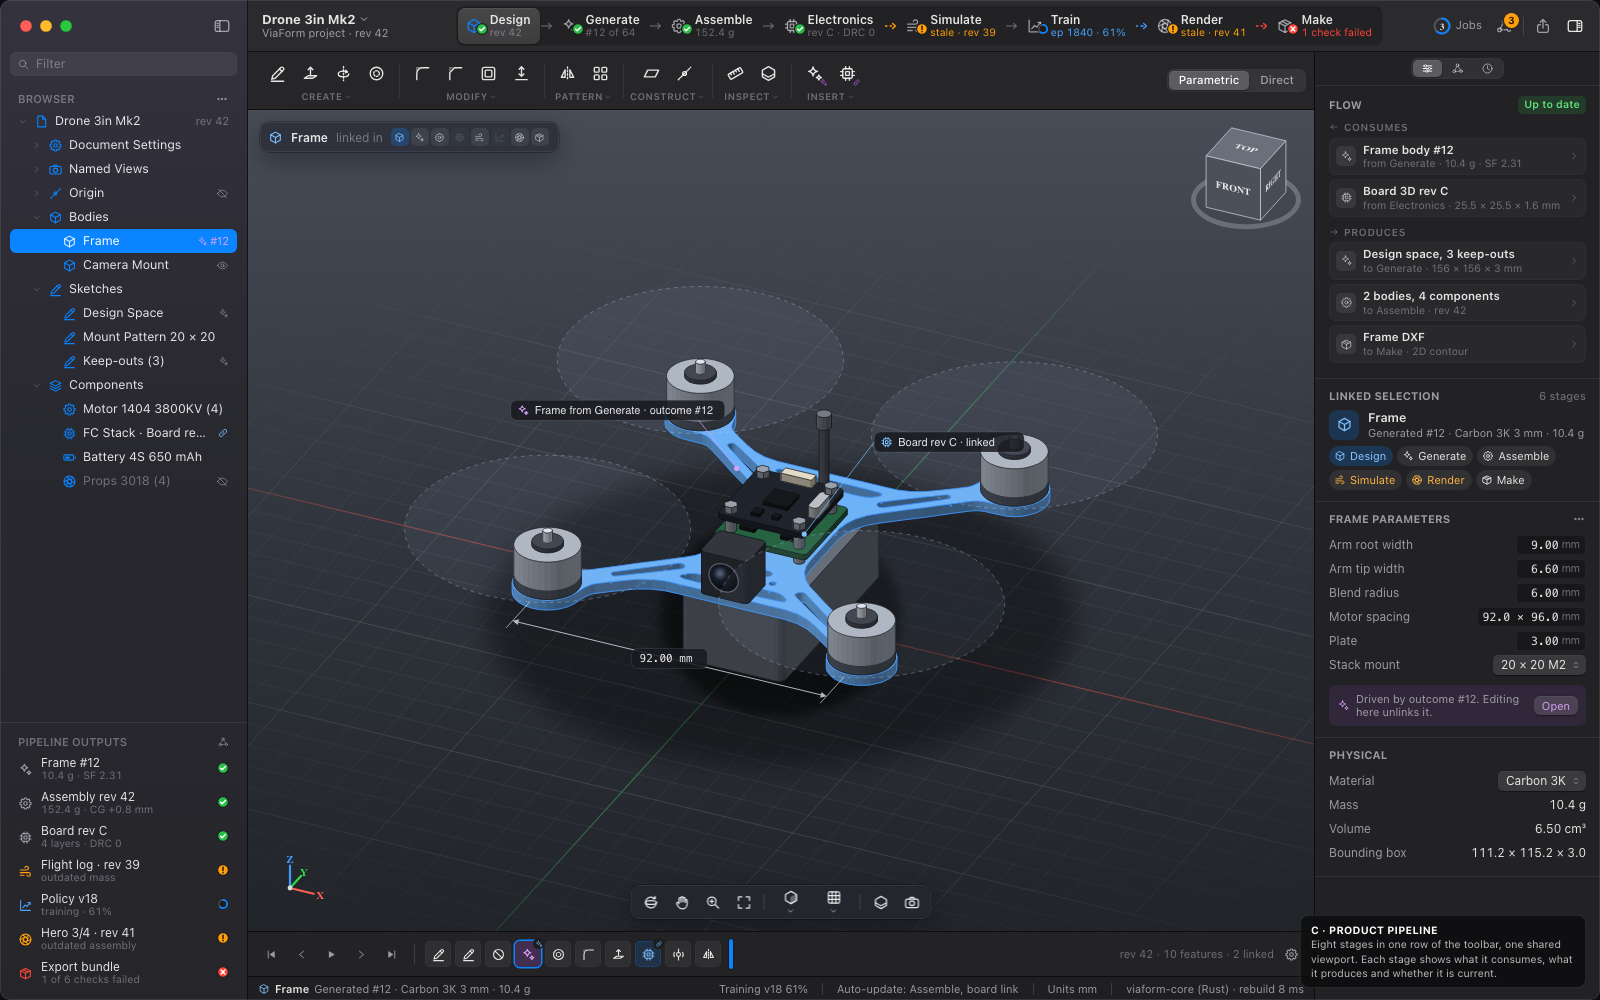 Drone 3in Mk2
ViaForm project · rev 42
Design
rev 42
Generate
#12 of 64
Assemble
152.4 g
Electronics
rev C · DRC 0
Simulate
stale · rev 39
Train
ep 1840 · 61%
Render
stale · rev 41
Make
1 check failed
3 Jobs
3
Filter
CREATE
MODIFY
PATTERN
CONSTRUCT
INSPECT
INSERT
Parametric Direct
BROWSER
Drone 3in Mk2 rev 42
Document Settings
Named Views
Origin
Bodies
Frame #12
Camera Mount
Sketches
Design Space
Mount Pattern 20 × 20
Keep-outs (3)
Components
Motor 1404 3800KV (4)
FC Stack · Board re...
Battery 4S 650 mAh
Props 3018 (4)
PIPELINE OUTPUTS
Frame #12
10.4 g · SF 2.31
Assembly rev 42
152.4 g · CG +0.8 mm
Board rev C
4 layers · DRC 0
Flight log · rev 39
outdated mass
Policy v18
training · 61%
Hero 3/4 · rev 41
outdated assembly
Export bundle
1 of 6 checks failed
Frame linked in
TOP
FRONT
RIGHT
Frame from Generate · outcome #12
Board rev C · linked
92.00 mm
Z
Y
X
FLOW Up to date
← CONSUMES
Frame body #12
from Generate · 10.4 g · SF 2.31
Board 3D rev C
from Electronics · 25.5 × 25.5 × 1.6 mm
→ PRODUCES
Design space, 3 keep-outs
to Generate · 156 × 156 × 3 mm
2 bodies, 4 components
to Assemble · rev 42
Frame DXF
to Make · 2D contour
LINKED SELECTION 6 stages
Frame
Generated #12 · Carbon 3K 3 mm · 10.4 g
Design Generate Assemble
Simulate Render Make
FRAME PARAMETERS
Arm root width 9.00 mm
Arm tip width 6.60 mm
Blend radius 6.00 mm
Motor spacing 92.0 × 96.0 mm
Plate 3.00 mm
Stack mount 20 × 20 M2
Driven by outcome #12. Editing
here unlinks it.
Open
PHYSICAL
Material Carbon 3K
Mass 10.4 g
Volume 6.50 cm³
Bounding box 111.2 × 115.2 × 3.0
rev 42 · 10 features · 2 linked
C · PRODUCT PIPELINE
Eight stages in one row of the toolbar, one shared
viewport. Each stage shows what it consumes, what
it produces and whether it is current.
Frame Generated #12 · Carbon 3K 3 mm · 10.4 g
Training v18 61%
Auto-update: Assemble, board link
Units mm
viaform-core (Rust) · rebuild 8 ms